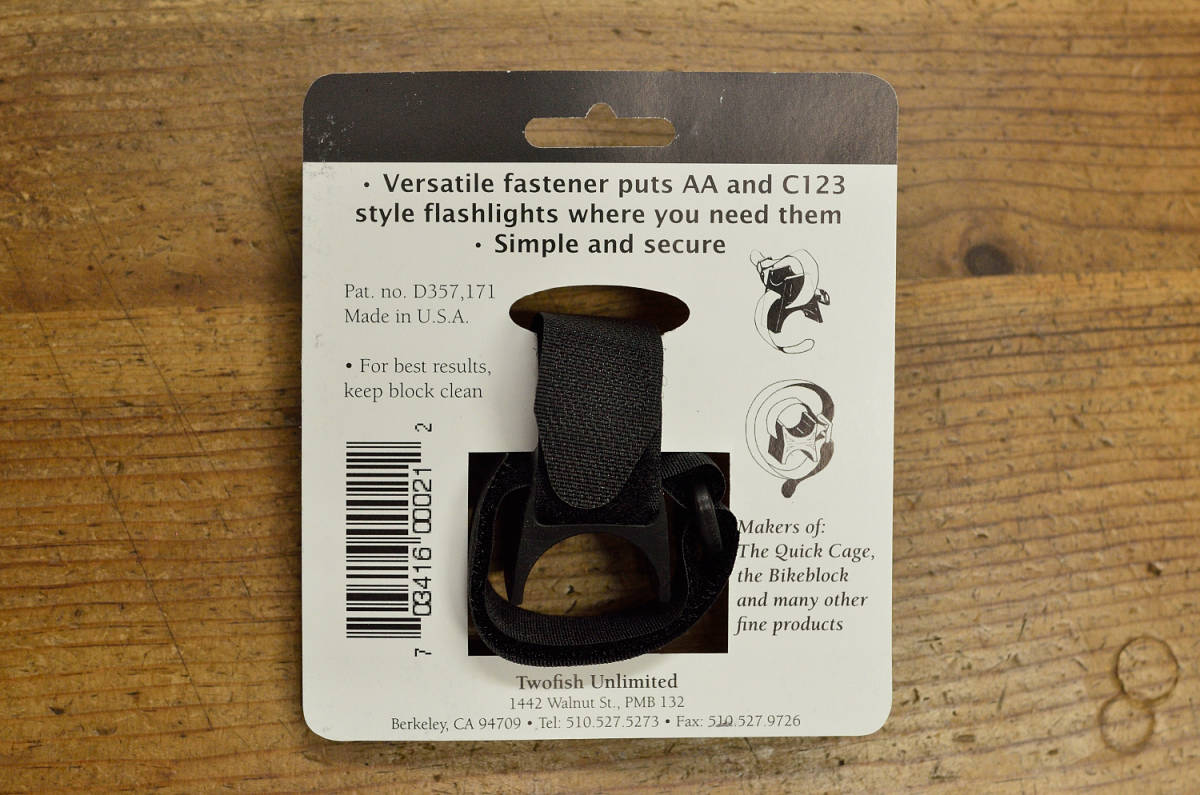 • Versatile fastener puts AA and C123
style flashlights where you need them
• Simple and secure
Pat. no. D357,171
Made in U.S.A.
• For best results,
keep block clean
7 03416 00021 2
Makers of:
The Quick Cage,
the Bikeblock
and many other
fine products
Twofish Unlimited
1442 Walnut St., PMB 132
Berkeley, CA 94709 • Tel: 510.527.5273 • Fax: 510.527.9726